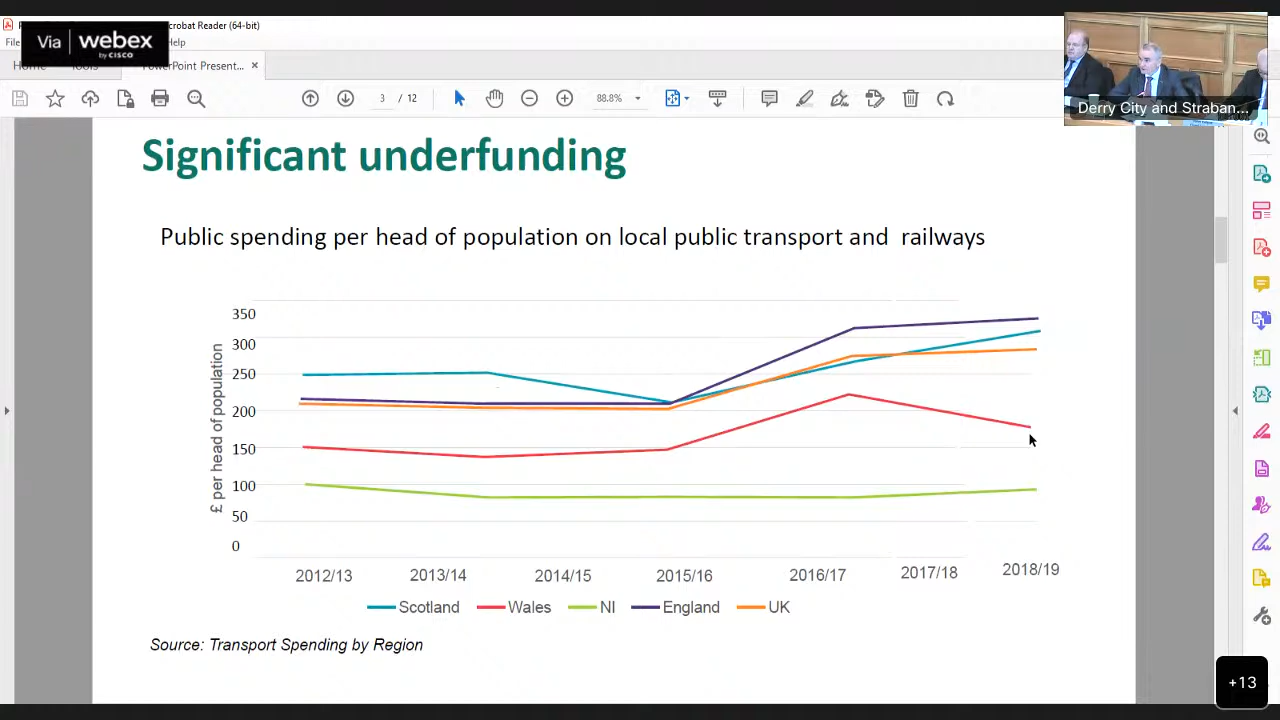 Acrobat Reader (64-bit)
Via webex
by CISCO
File
Help
Home
Tools
PowerPoint Present... ×
3 / 12
88.8%
Derry City and Straban...
Significant underfunding
Public spending per head of population on local public transport and railways
£ per head of population
350
300
250
200
150
100
50
0
2012/13 2013/14 2014/15 2015/16 2016/17 2017/18 2018/19
Scotland Wales NI England UK
Source: Transport Spending by Region
+13